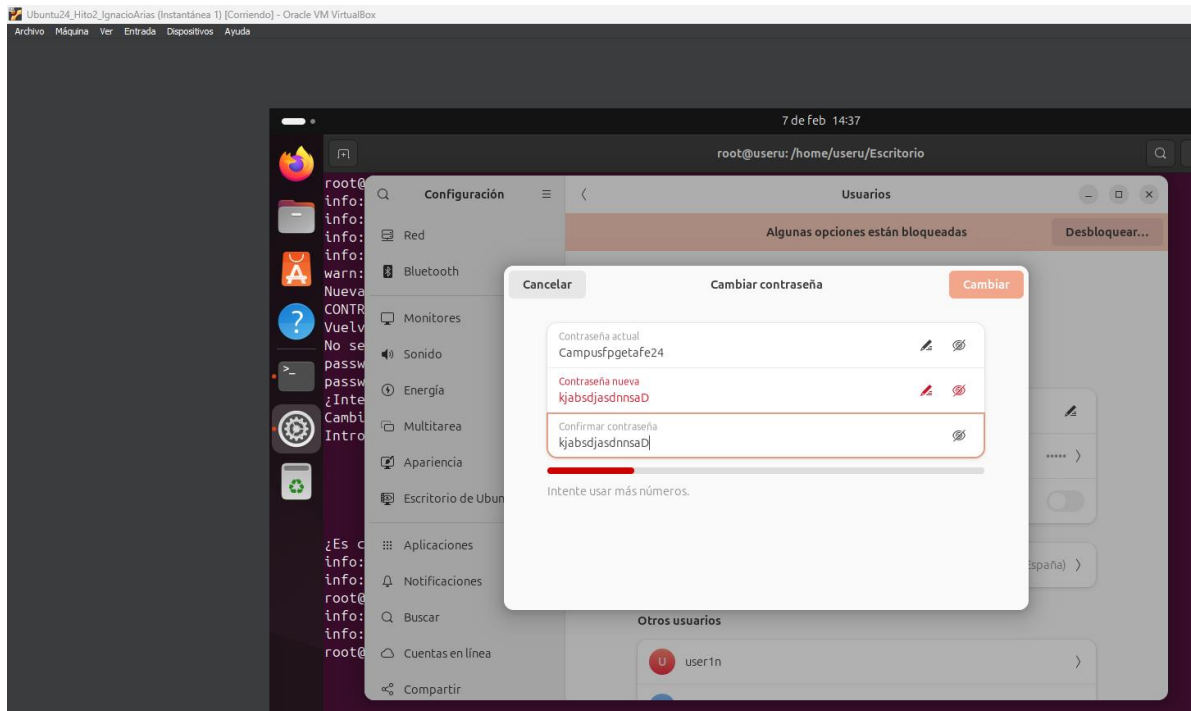 Ubuntu24_Hito2_IgnacioArias (Instantánea 1) [Corriendo] - Oracle VM VirtualBox
Archivo Máquina Ver Entrada Dispositivos Ayuda
7 de feb 14:37
root@useru: /home/useru/Escritorio
root@
info:
info:
info:
info:
warn:
Nueva
CONTR
Vuelv
No se
passw
passw
¿Inte
Cambi
Intro
¿Es c
info:
info:
root@
info:
info:
root@
Configuración
Red
Bluetooth
Monitores
Sonido
Energía
Multitarea
Apariencia
Escritorio de Ubun
Aplicaciones
Notificaciones
Buscar
Cuentas en línea
Compartir
Usuarios
Algunas opciones están bloqueadas
Desbloquear...
Cancelar
Cambiar contraseña
Cambiar
Contraseña actual
Campusfpgetafe24
Contraseña nueva
kjabsdjasdnnsaD
Confirmar contraseña
kjabsdjasdnnsaD
Intente usar más números.
España)
Otros usuarios
U
user1n